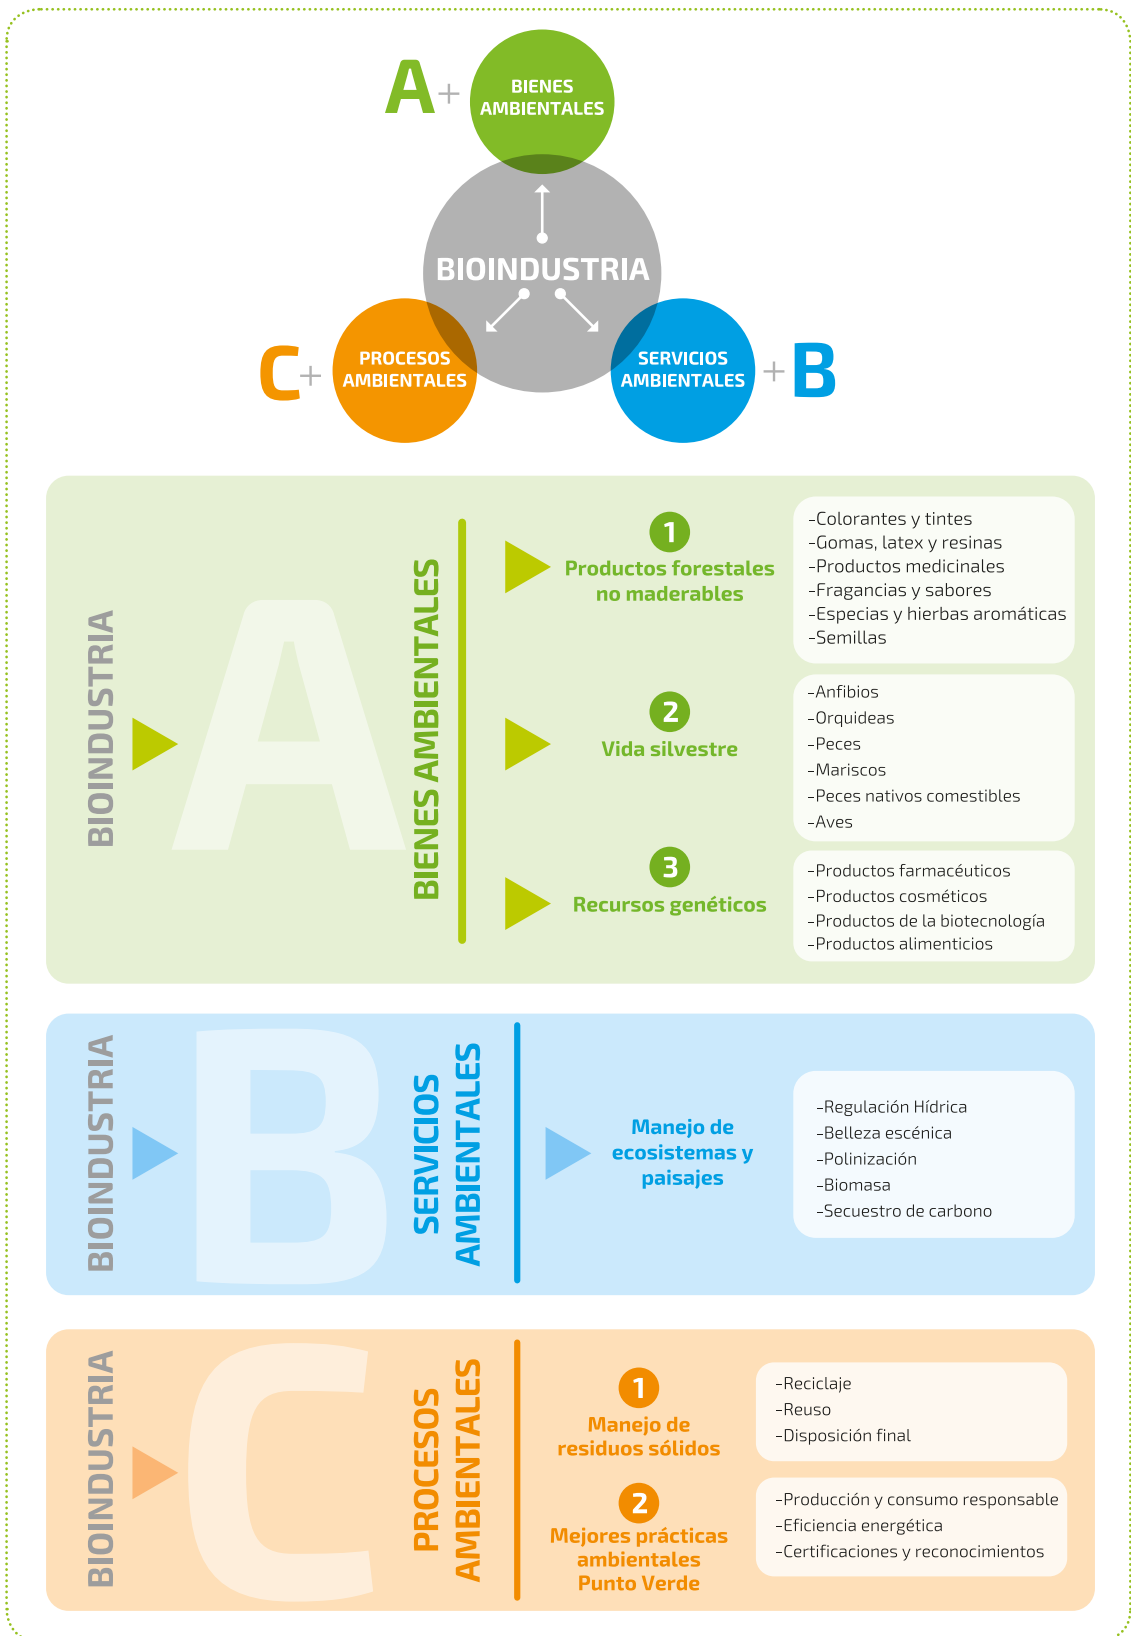 A+
BIENES
AMBIENTALES
BIOINDUSTRIA
C+
PROCESOS
AMBIENTALES
SERVICIOS
AMBIENTALES
+B
BIOINDUSTRIA
A
BIENES AMBIENTALES
1
Productos forestales
no maderables
-Colorantes y tintes
-Gomas, latex y resinas
-Productos medicinales
-Fragancias y sabores
-Especias y hierbas aromáticas
-Semillas
2
Vida silvestre
-Anfibios
-Orquideas
-Peces
-Mariscos
-Peces nativos comestibles
-Aves
3
Recursos genéticos
-Productos farmacéuticos
-Productos cosméticos
-Productos de la biotecnología
-Productos alimenticios
BIOINDUSTRIA
B
SERVICIOS
AMBIENTALES
Manejo de
ecosistemas y
paisajes
-Regulación Hídrica
-Belleza escénica
-Polinización
-Biomasa
-Secuestro de carbono
BIOINDUSTRIA
C
PROCESOS
AMBIENTALES
1
Manejo de
residuos sólidos
-Reciclaje
-Reuso
-Disposición final
2
Mejores prácticas
ambientales
Punto Verde
-Producción y consumo responsable
-Eficiencia energética
-Certificaciones y reconocimientos